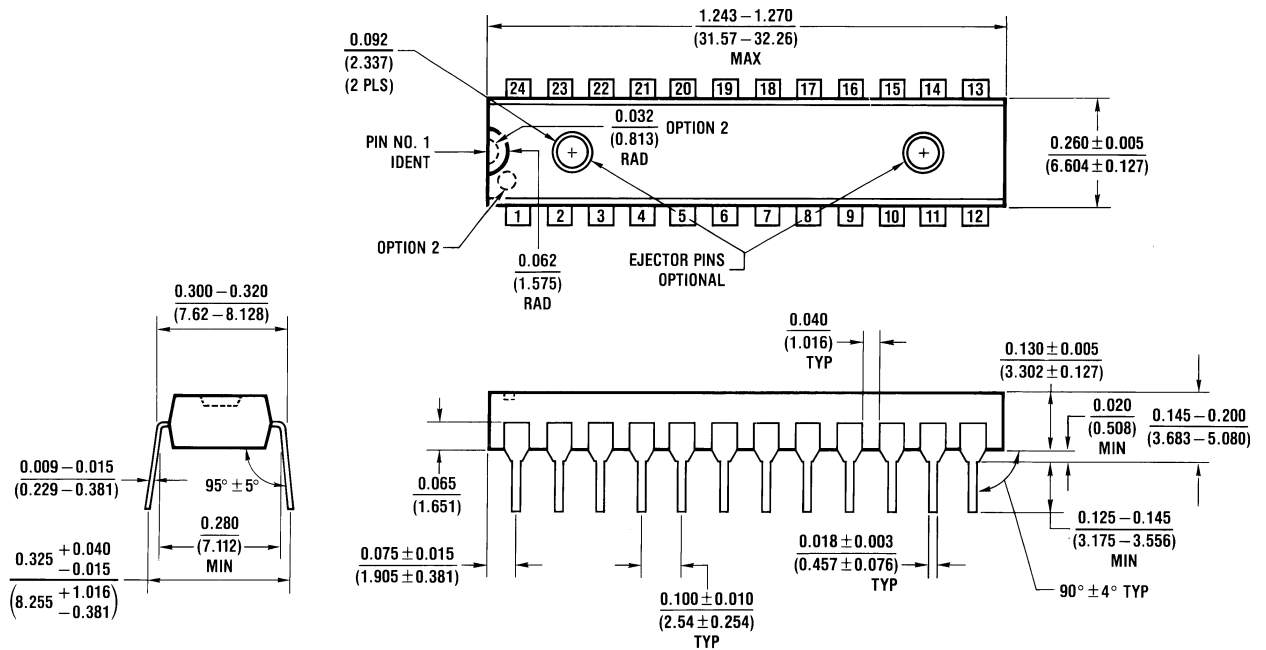 1.243 – 1.270
(31.57 – 32.26)
MAX
0.092
(2.337)
(2 PLS)
24 23 22 21 20 19 18 17 16 15 14 13
0.032
(0.813)
RAD
OPTION 2
PIN NO. 1
IDENT
0.260 ± 0.005
(6.604 ± 0.127)
1 2 3 4 5 6 7 8 9 10 11 12
OPTION 2
0.062
(1.575)
RAD
EJECTOR PINS
OPTIONAL
0.300 – 0.320
(7.62 – 8.128)
0.009 – 0.015
(0.229 – 0.381)
95° ± 5°
0.280
(7.112)
MIN
0.325 +0.040
–0.015
(8.255 +1.016
–0.381)
0.040
(1.016)
TYP
0.130 ± 0.005
(3.302 ± 0.127)
0.020
(0.508)
MIN
0.145 – 0.200
(3.683 – 5.080)
0.065
(1.651)
0.075 ± 0.015
(1.905 ± 0.381)
0.100 ± 0.010
(2.54 ± 0.254)
TYP
0.018 ± 0.003
(0.457 ± 0.076)
TYP
0.125 – 0.145
(3.175 – 3.556)
MIN
90° ± 4° TYP